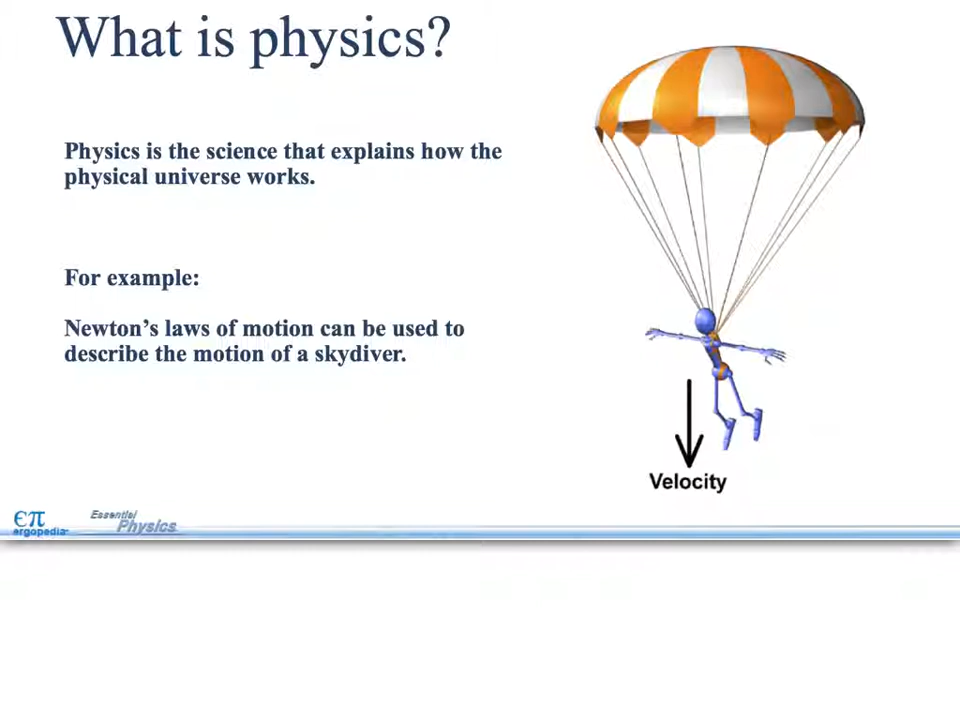 What is physics?
Physics is the science that explains how the
physical universe works.
For example:
Newton's laws of motion can be used to
describe the motion of a skydiver.
Velocity
επ
ergopedia
Essential
Physics